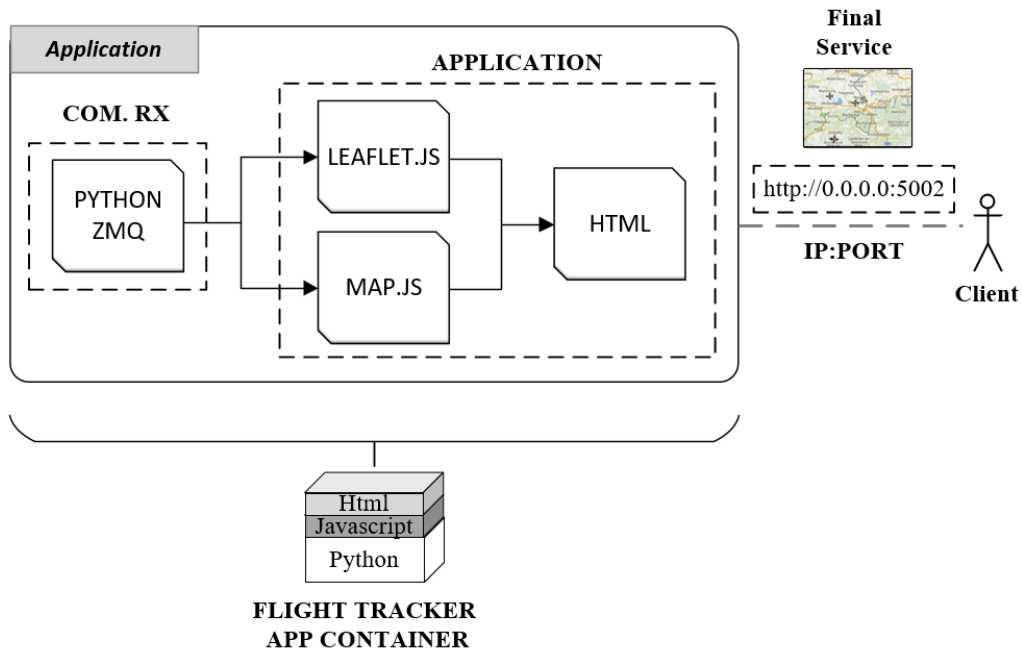 Application
APPLICATION
COM. RX
PYTHON
ZMQ
LEAFLET.JS
MAP.JS
HTML
Final
Service
http://0.0.0.0:5002
IP:PORT
Client
Html
Javascript
Python
FLIGHT TRACKER
APP CONTAINER